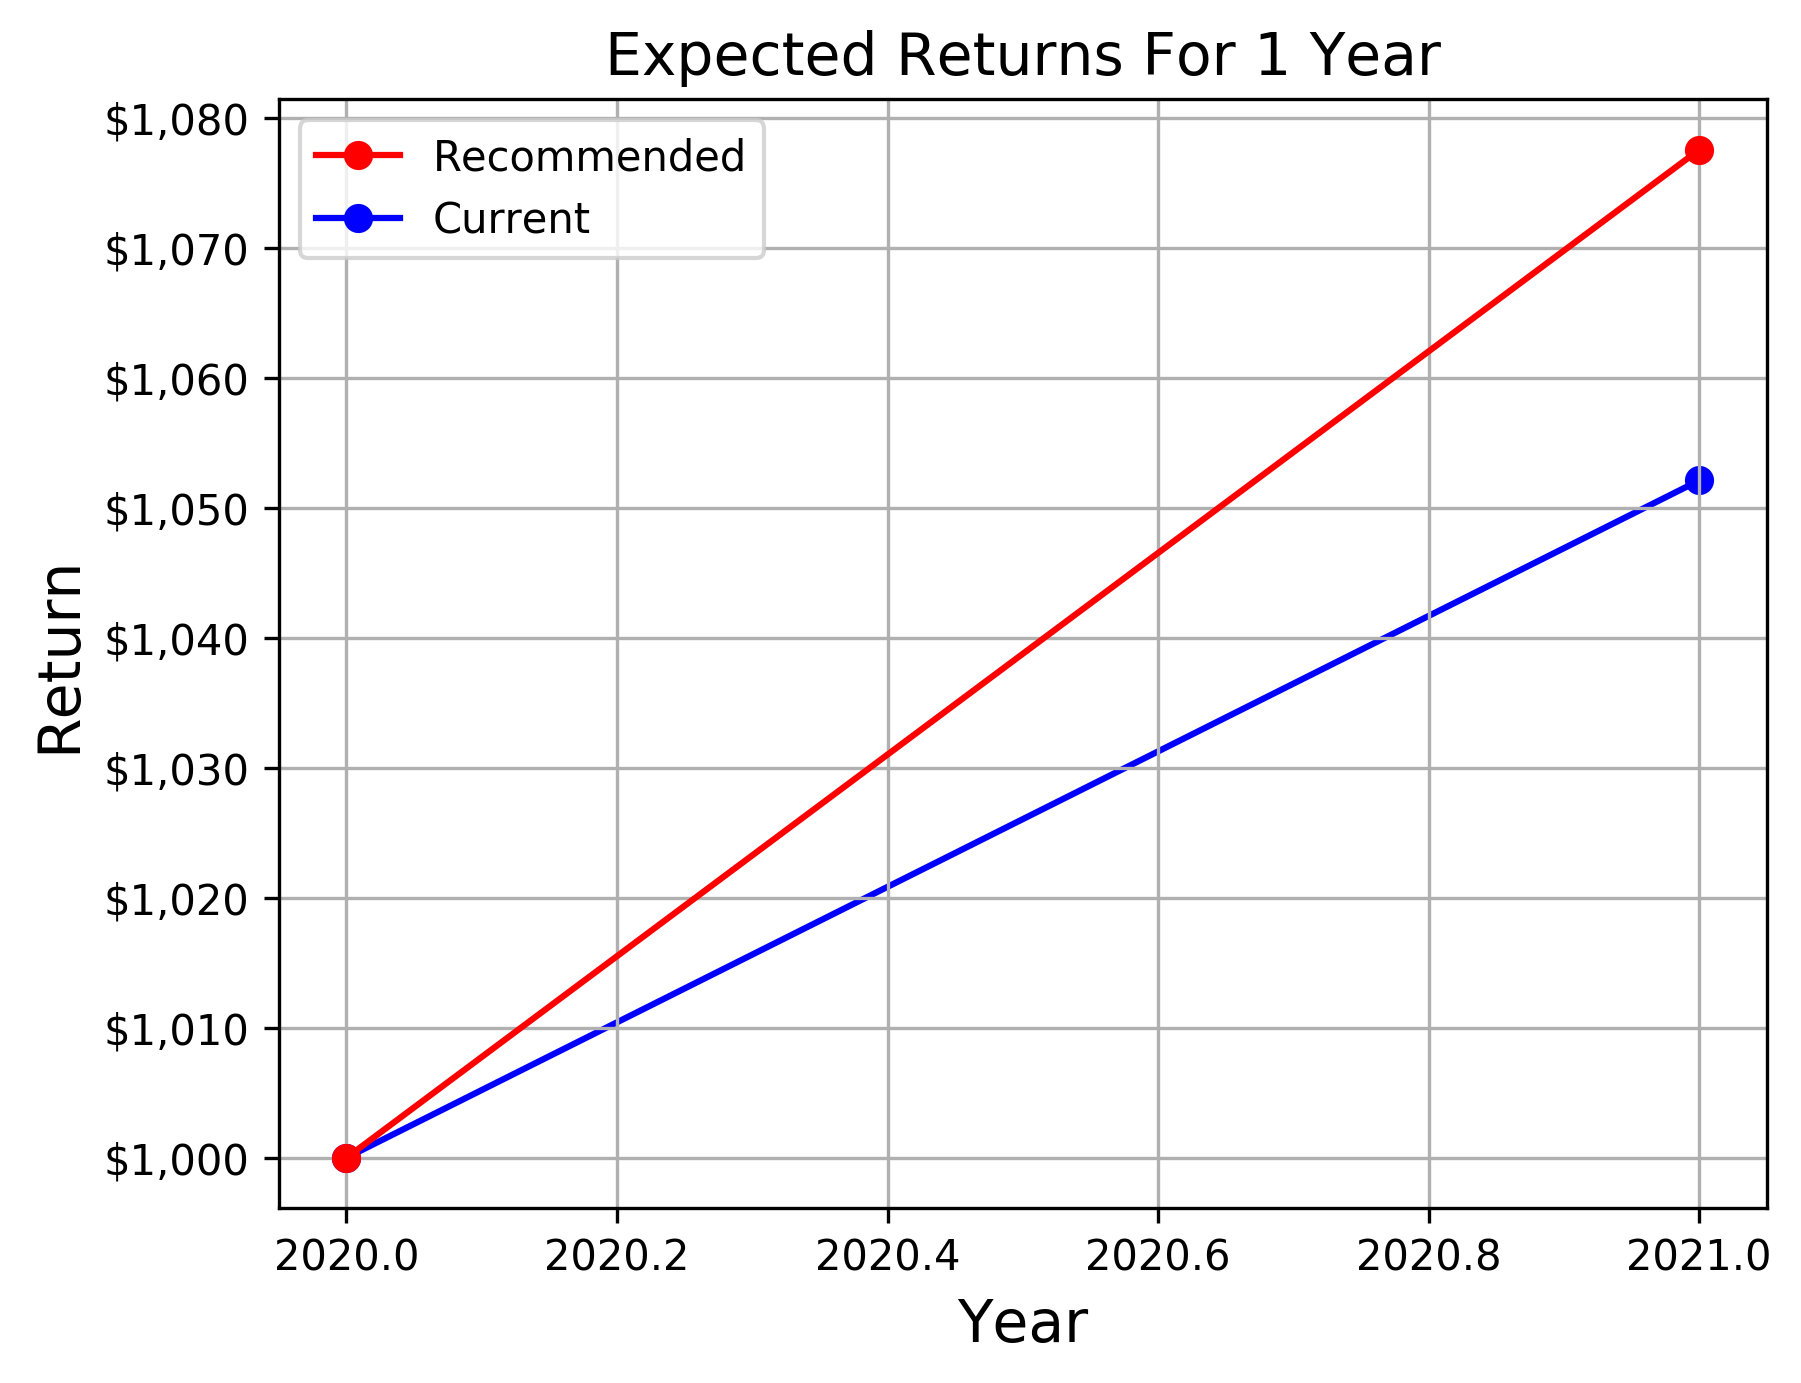 Expected Returns For 1 Year
Recommended
Current
$1,080
$1,070
$1,060
$1,050
$1,040
$1,030
$1,020
$1,010
$1,000
Return
2020.0 2020.2 2020.4 2020.6 2020.8 2021.0
Year